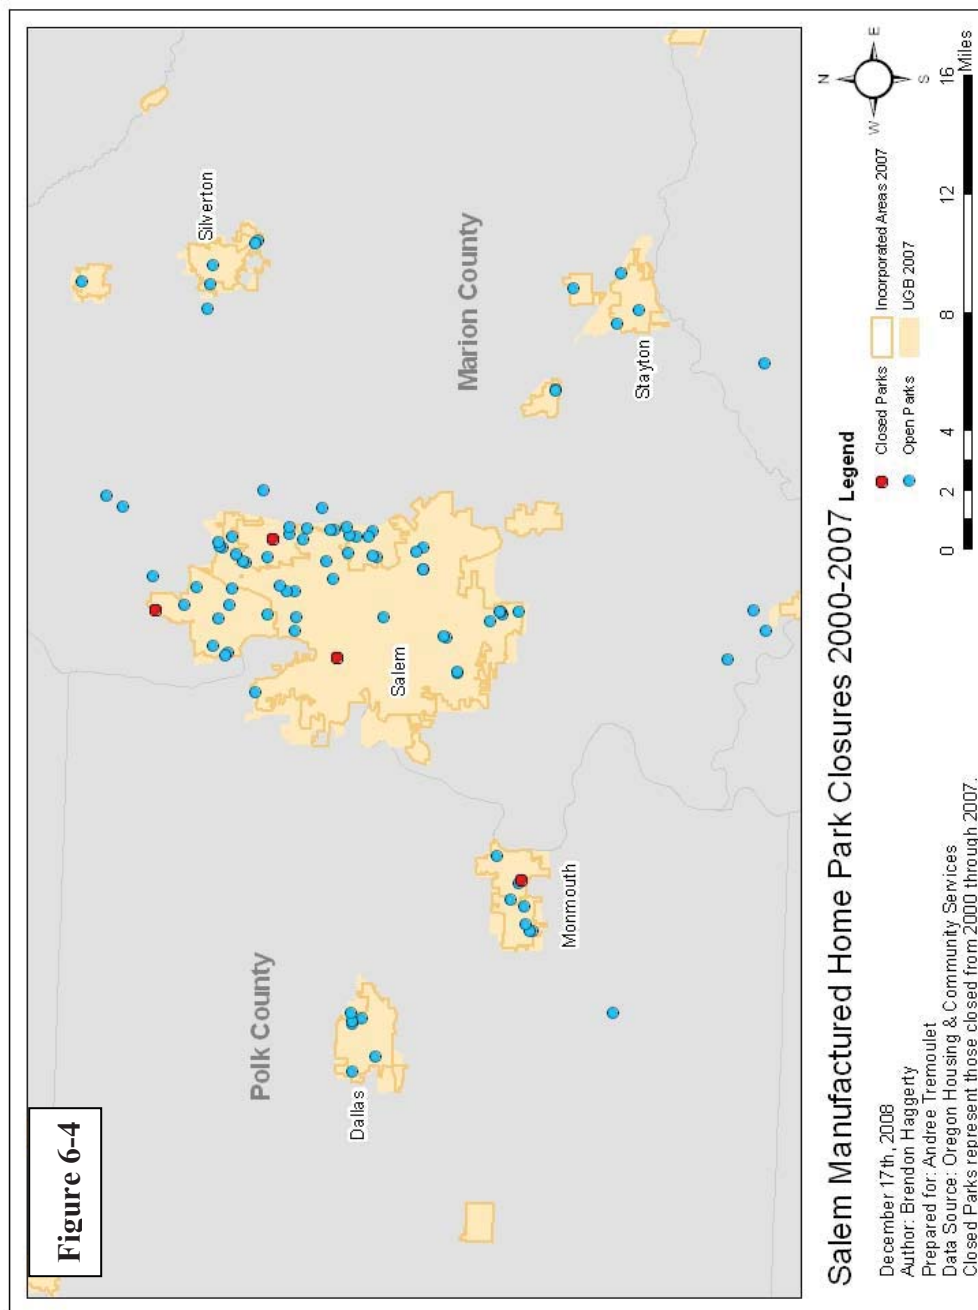 Figure 6-4
Silverton
Marion County
Stayton
Salem
Polk County
Monmouth
Dallas
Salem Manufactured Home Park Closures 2000-2007
December 17th, 2008
Author: Brendon Haggerty
Prepared for: Andree Tremoulet
Data Source: Oregon Housing & Community Services
Closed Parks represent those closed from 2000 through 2007.
Legend
Closed Parks
Open Parks
Incorporated Areas 2007
UGB 2007
N
E
S
W
0 2 4 8 12 16
Miles